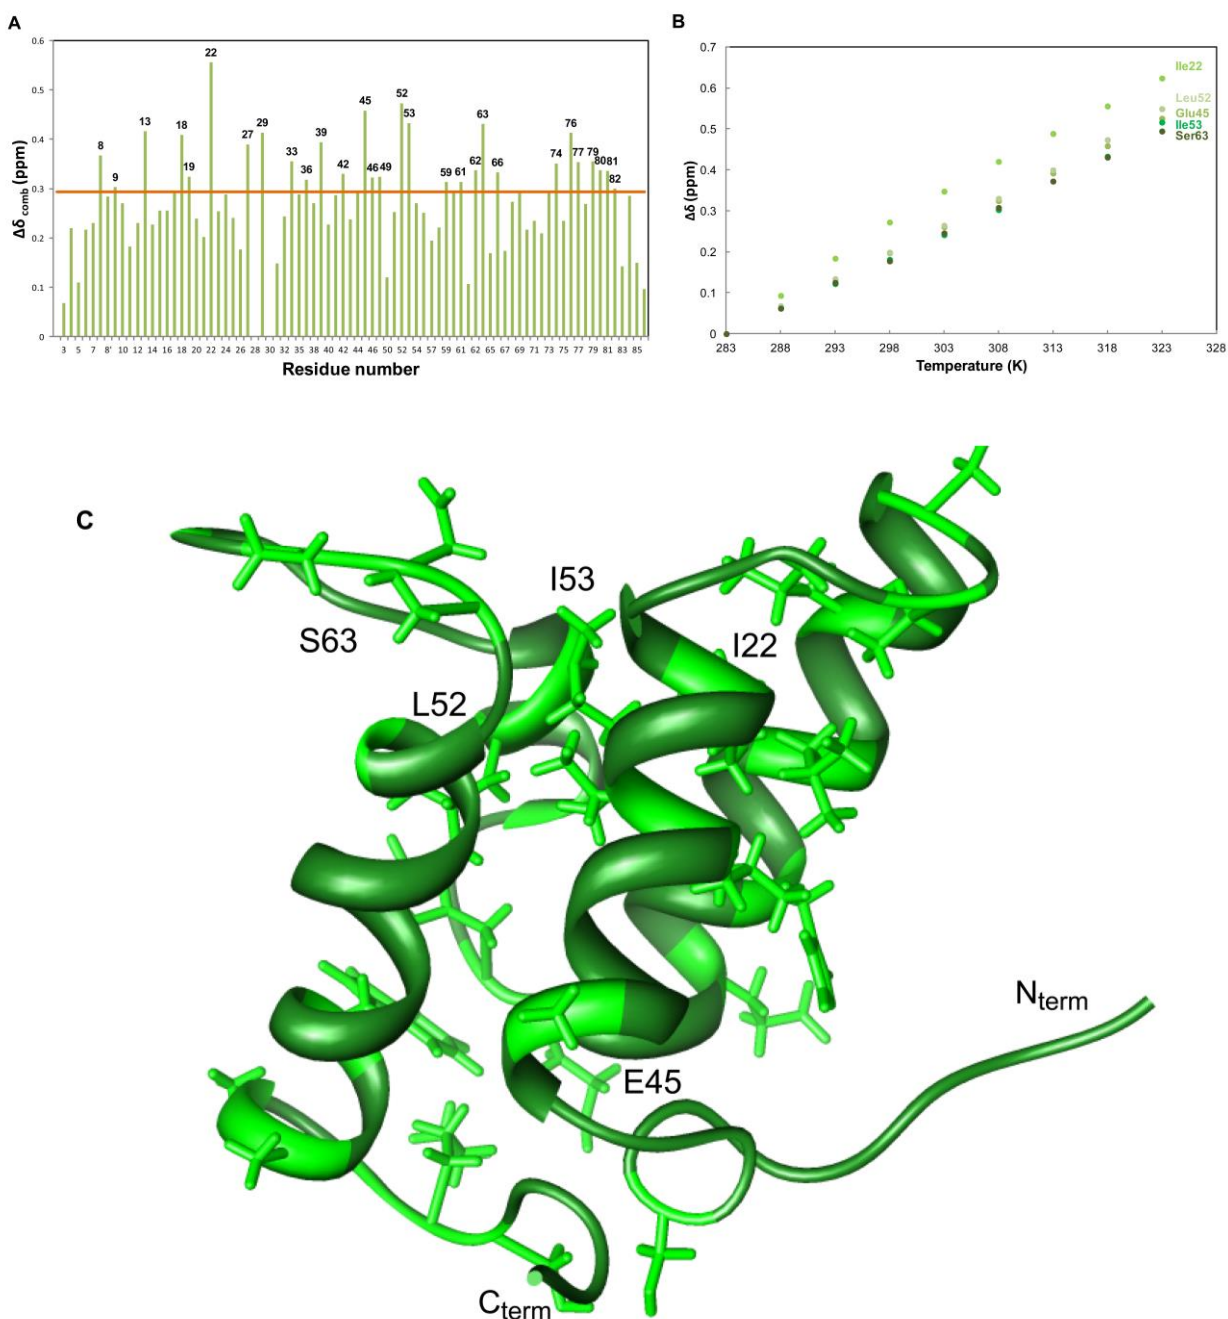 A
0.6
0.5
0.4
0.3
0.2
0.1
0
Δδ comb (ppm)
8
9
13
18
19
22
27
29
33
36
39
42
45
46
49
52
53
59
61
62
63
66
74
76
77
79
80
81
82
3 5 7 8' 10 12 14 16 18 20 22 24 26 28 30 32 34 36 38 40 42 44 46 50 52 55 57 59 61 63 65 67 69 71 73 75 77 79 81 83 85
Residue number
B
0.7
0.6
0.5
0.4
0.3
0.2
0.1
0
Δδ (ppm)
Ile22
Leu52
Glu45
Ile53
Ser63
283 288 293 298 303 308 313 318 323 328
Temperature (K)
C
I53
S63
I22
L52
Nterm
E45
Cterm